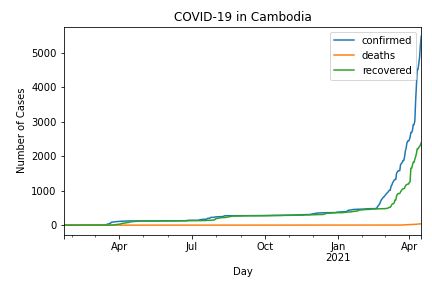 COVID-19 in Cambodia
confirmed
deaths
recovered
Number of Cases
5000
4000
3000
2000
1000
0
Apr
Jul
Oct
Jan
2021
Apr
Day